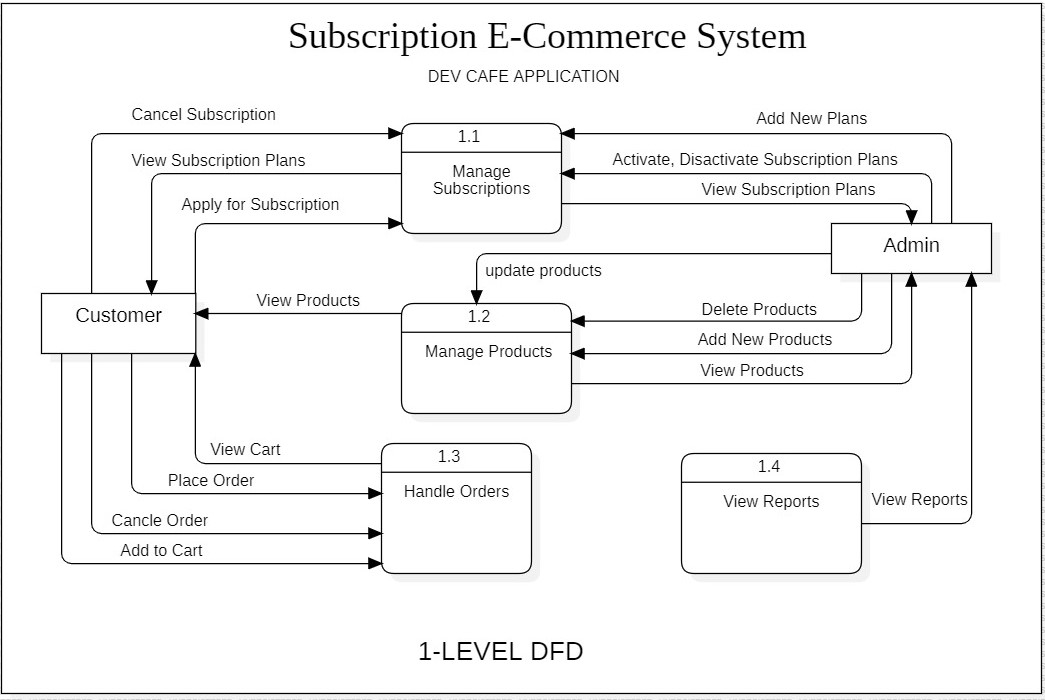 Subscription E-Commerce System
DEV CAFE APPLICATION
Cancel Subscription
Add New Plans
1.1
View Subscription Plans
Activate, Disactivate Subscription Plans
Manage
Subscriptions
View Subscription Plans
Apply for Subscription
Admin
update products
View Products
Customer
1.2
Delete Products
Add New Products
Manage Products
View Products
View Cart
1.3
1.4
Place Order
Handle Orders
View Reports
View Reports
Cancle Order
Add to Cart
1-LEVEL DFD